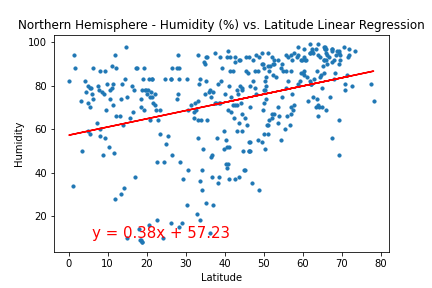 Northern Hemisphere - Humidity (%) vs. Latitude Linear Regression
100
80
60
40
20
Humidity
y = 0.38x + 57.23
0 10 20 30 40 50 60 70 80
Latitude